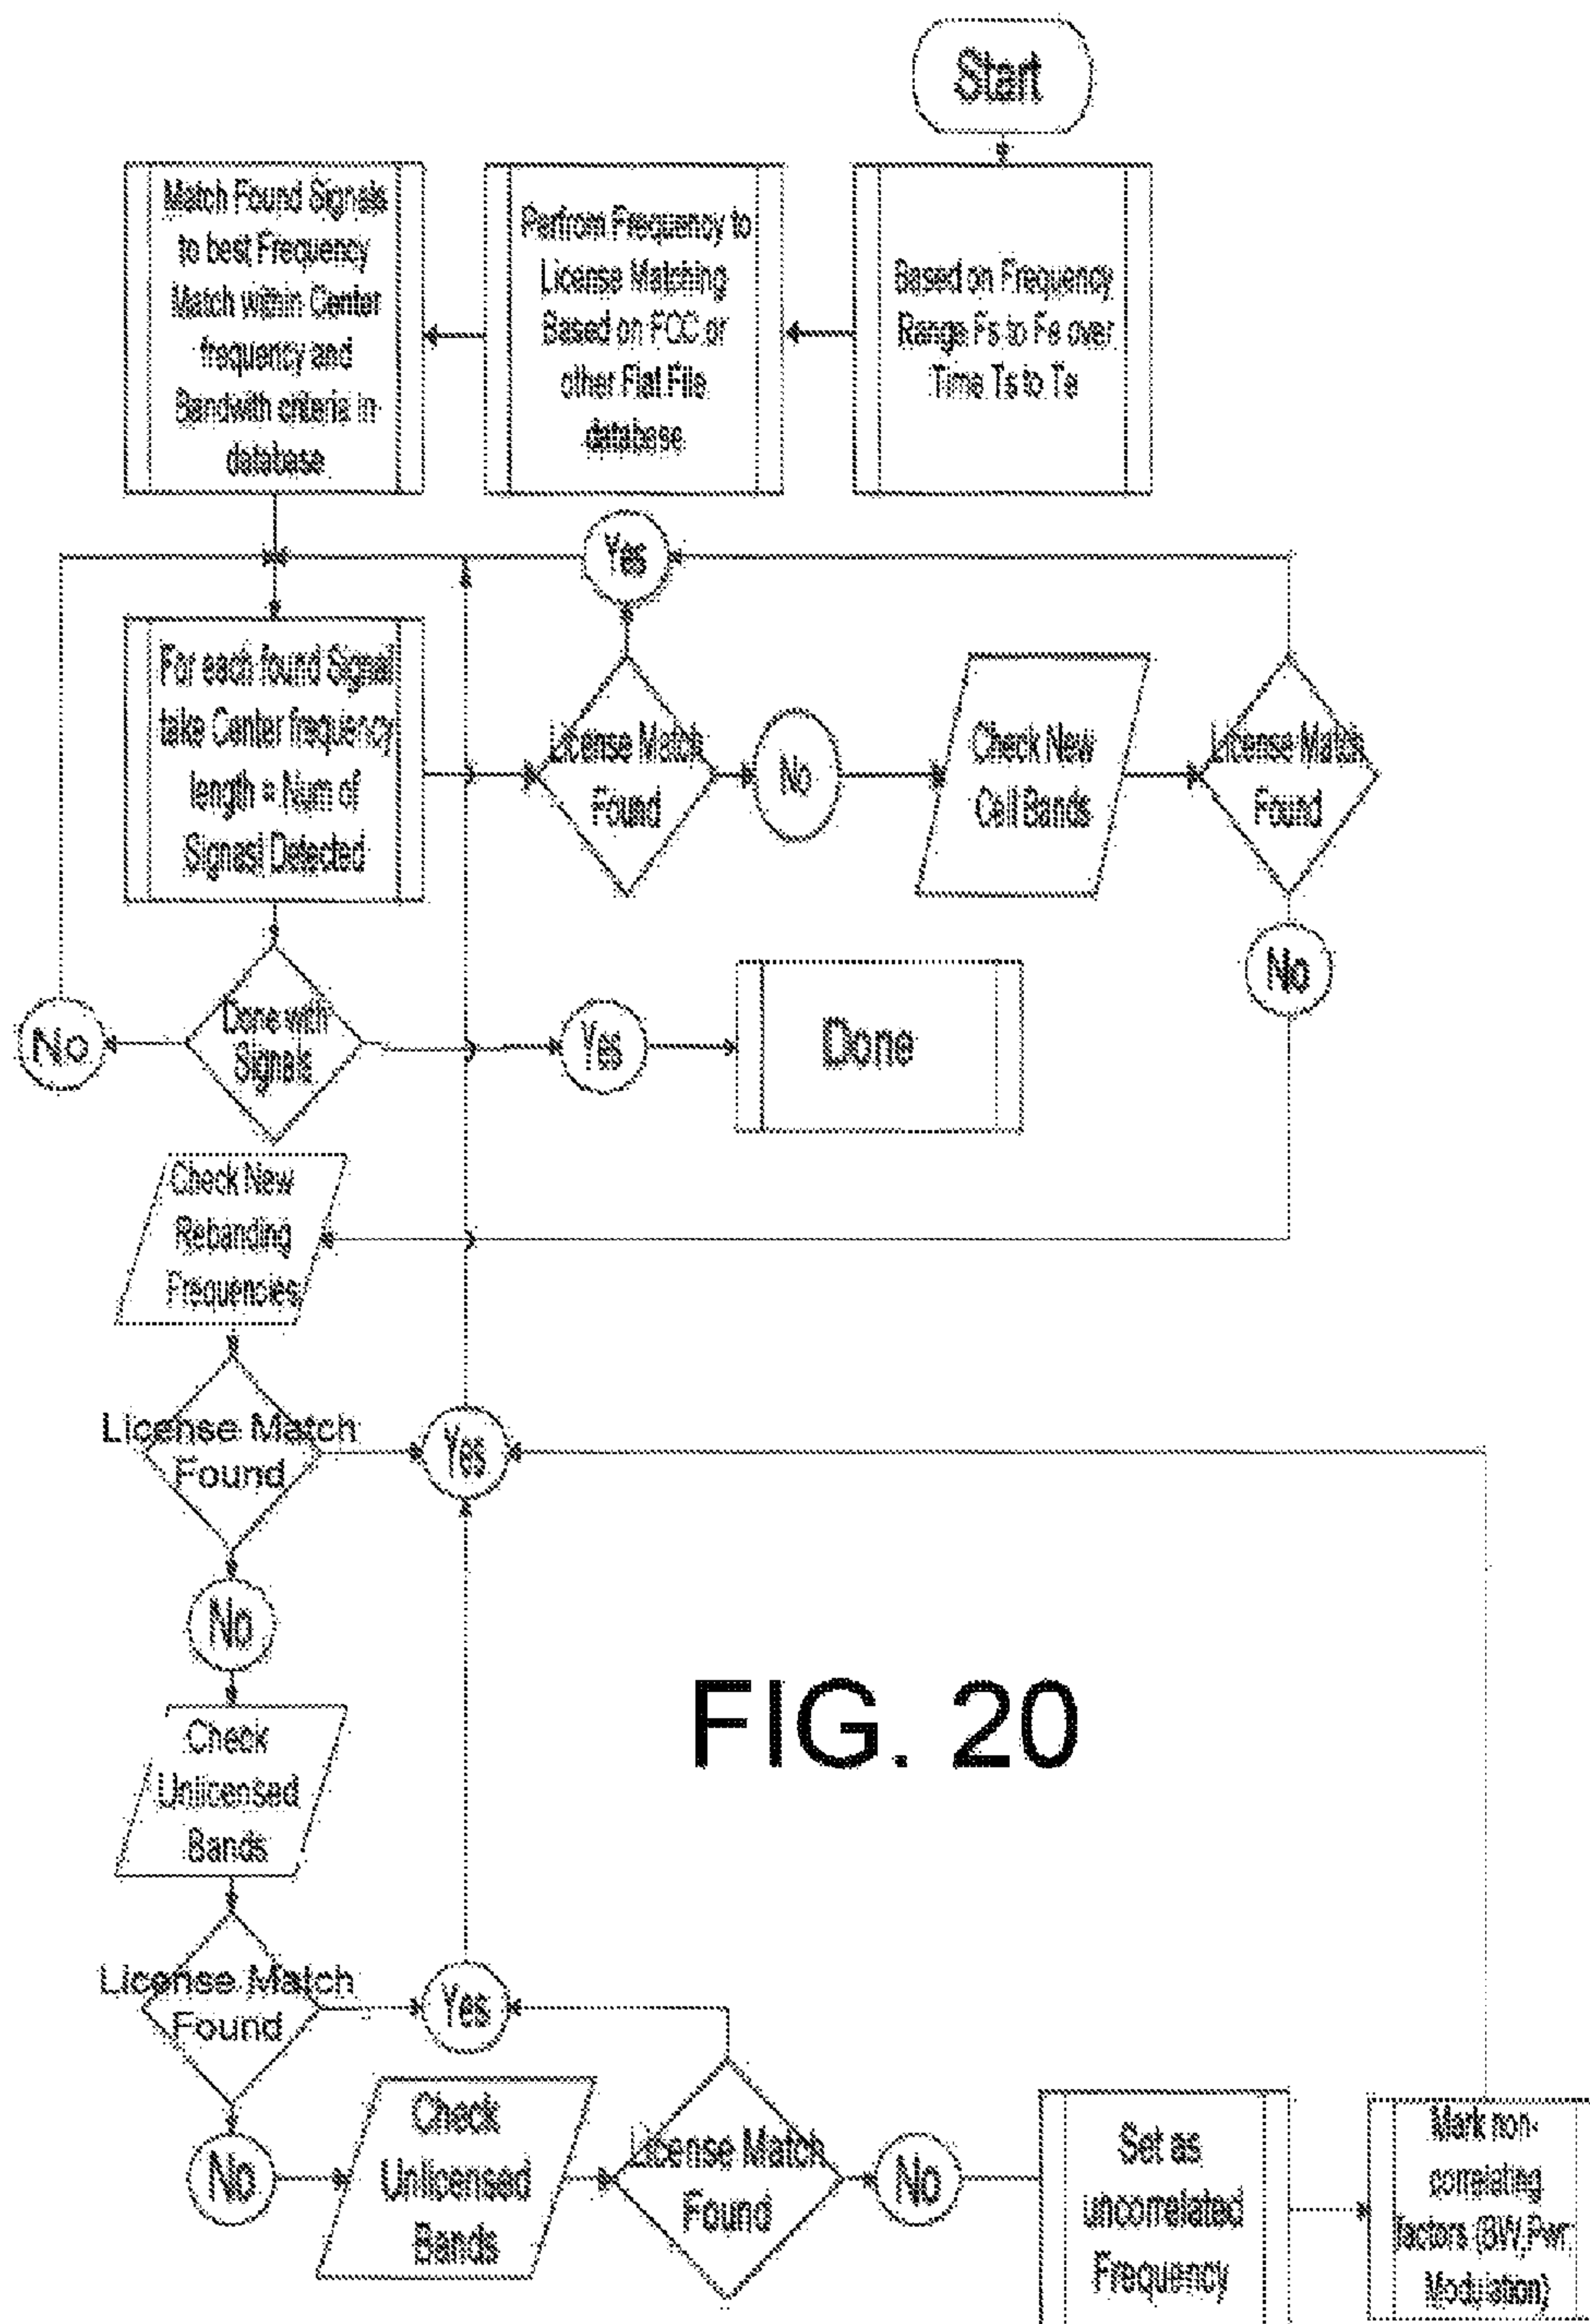 Start
Match Found Signals
to best Frequency
Match within Center
frequency and
Bandwith criteria in
database
Perfrom Frequency to
License Matching
Based on FCC or
other Flat File
database
Based on Frequency
Range Fs to Fe over
Time Ts to Te
Yes
For each found Signal
take Center frequency
length = Num of
Signasl Detected
License Match
Found
No
Check New
Cell Bands
License Match
Found
No
No
Done with
Signals
Yes
Done
Check New
Rebanding
Frequencies
License Match
Found
Yes
No
FIG. 20
Check
Unlicensed
Bands
License Match
Found
Yes
No
Check
Unlicensed
Bands
License Match
Found
No
Set as
uncorrelated
Frequency
Mark non-
correlating
factors (BW,Pwr,
Modulation)